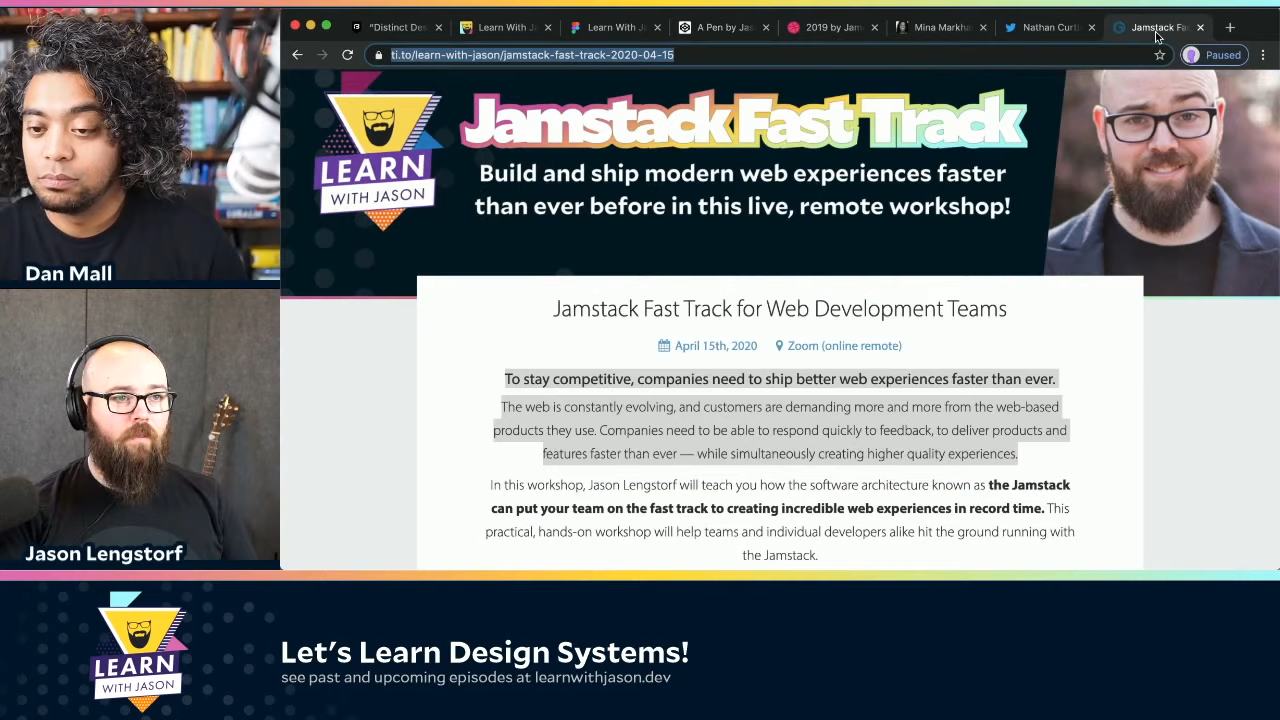 "Distinct Des
Learn With J
Learn With J
A Pen by Jas
2019 by Jam
Mina Markha
Nathan Curt
Jamstack Fas
ti.to/learn-with-jason/jamstack-fast-track-2020-04-15
Paused
LEARN
WITH JASON
Jamstack Fast Track
Build and ship modern web experiences faster
than ever before in this live, remote workshop!
Dan Mall
Jamstack Fast Track for Web Development Teams
April 15th, 2020
Zoom (online remote)
To stay competitive, companies need to ship better web experiences faster than ever.
The web is constantly evolving, and customers are demanding more and more from the web-based
products they use. Companies need to be able to respond quickly to feedback, to deliver products and
features faster than ever — while simultaneously creating higher quality experiences.
In this workshop, Jason Lengstorf will teach you how the software architecture known as the Jamstack
can put your team on the fast track to creating incredible web experiences in record time. This
practical, hands-on workshop will help teams and individual developers alike hit the ground running with
the Jamstack.
Jason Lengstorf
LEARN
WITH JASON
Let's Learn Design Systems!
see past and upcoming episodes at learnwithjason.dev